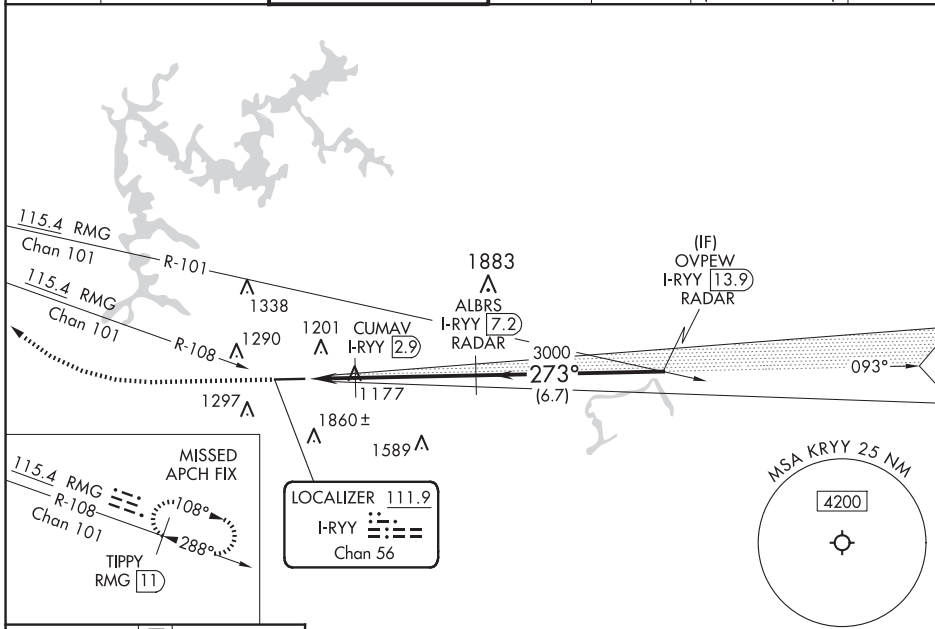 115.4 RMG
Chan 101
R-101
115.4 RMG
Chan 101
R-108
1338
1290
1201
CUMAV
I-RYY 2.9
1883
ALBRS
I-RYY 7.2
RADAR
(IF)
OVPEW
I-RYY 13.9
RADAR
3000
273°
(6.7)
093°
1177
1297
1860 ±
1589
MISSED
APCH FIX
115.4 RMG
R-108
Chan 101
108°
288°
TIPPY
RMG 11
LOCALIZER 111.9
I-RYY
Chan 56
MSA KRYY 25 NM
4200